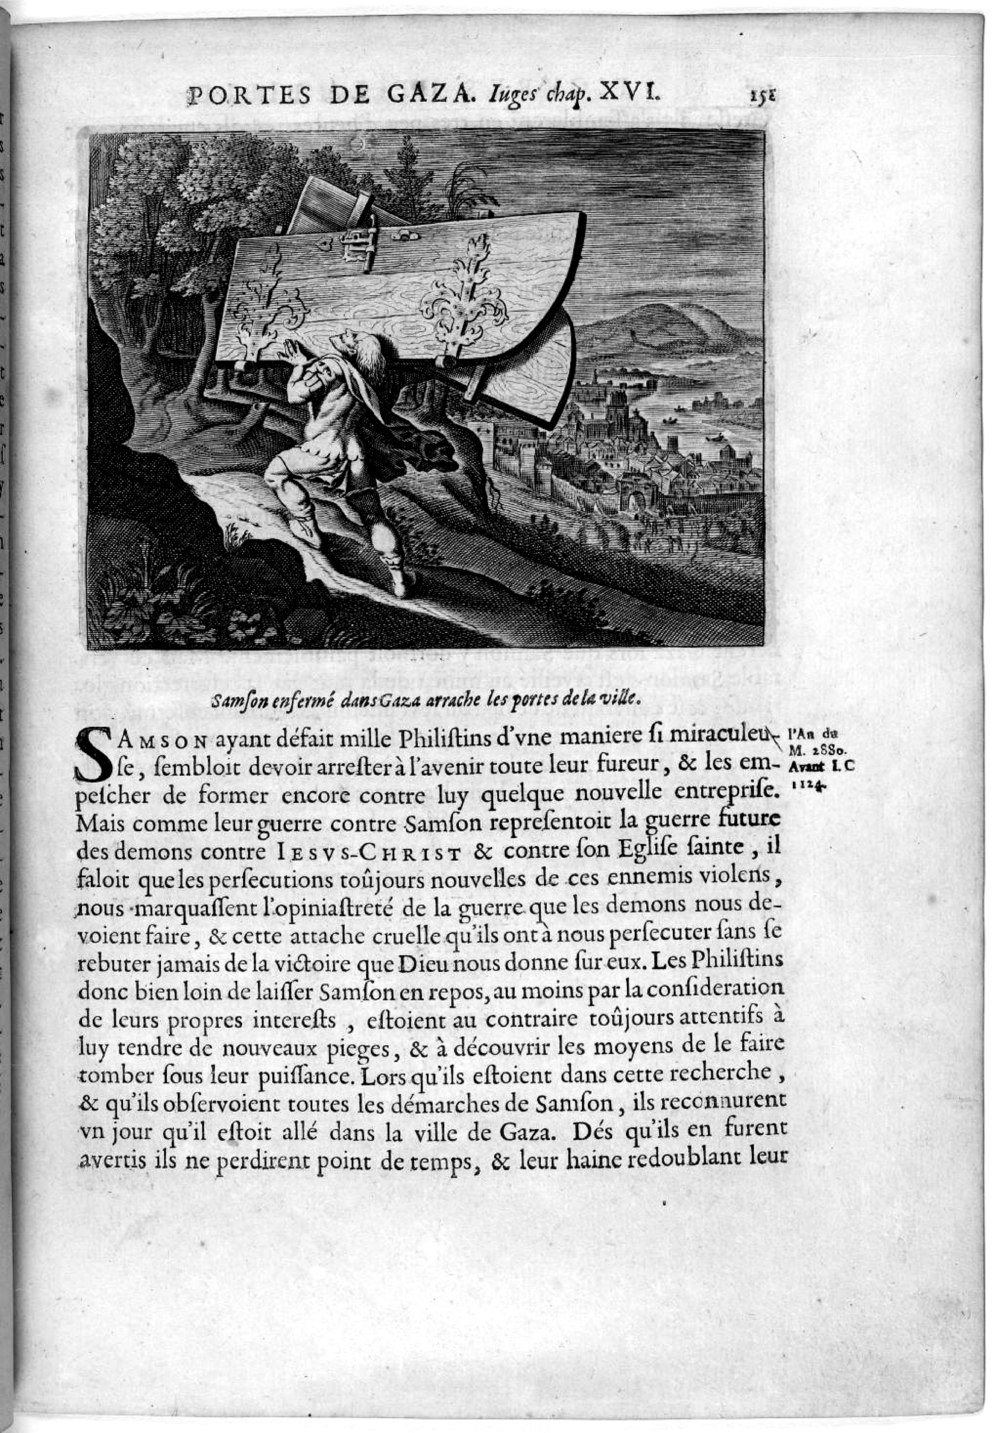 PORTES DE GAZA. Iuges chap. XVI. 151
Samſon enfermé dans Gaza arrache les portes de la ville.
SAMSON ayant défait mille Philiſtins d'vne maniere ſi miraculeu-
ſe, ſembloit devoir arreſter à l'avenir toute leur fureur, & les em-
peſcher de former encore contre luy quelque nouvelle entrepriſe.
Mais comme leur guerre contre Samſon repreſentoit la guerre future
des demons contre IESVS-CHRIST & contre ſon Egliſe ſainte, il
faloit que les perſecutions toûjours nouvelles de ces ennemis violens,
nous marquaſſent l'opiniaſtreté de la guerre que les demons nous de-
voient faire, & cette attache cruelle qu'ils ont à nous perſecuter ſans ſe
rebuter jamais de la victoire que Dieu nous donne ſur eux. Les Philiſtins
donc bien loin de laiſſer Samſon en repos, au moins par la conſideration
de leurs propres intereſts, eſtoient au contraire toûjours attentifs à
luy tendre de nouveaux pieges, & à découvrir les moyens de le faire
tomber ſous leur puiſſance. Lors qu'ils eſtoient dans cette recherche,
& qu'ils obſervoient toutes les démarches de Samſon, ils reconnurent
vn jour qu'il eſtoit allé dans la ville de Gaza. Dés qu'ils en furent
avertis ils ne perdirent point de temps, & leur haine redoublant leur
l'An du
M. 2880.
Avant I. C
1124.